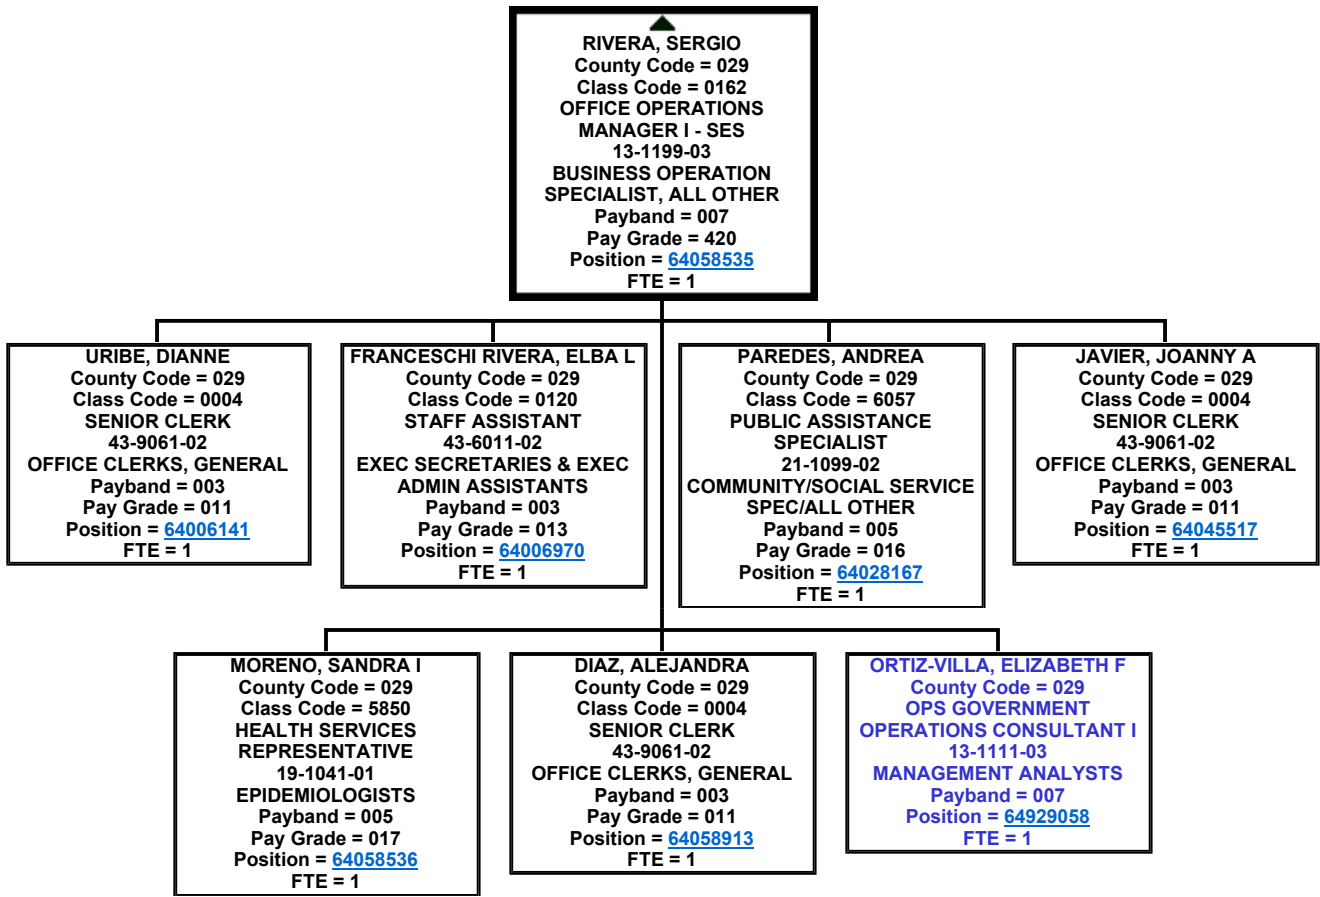 RIVERA, SERGIO
County Code = 029
Class Code = 0162
OFFICE OPERATIONS
MANAGER I - SES
13-1199-03
BUSINESS OPERATION
SPECIALIST, ALL OTHER
Payband = 007
Pay Grade = 420
Position = 64058535
FTE = 1
URIBE, DIANNE
County Code = 029
Class Code = 0004
SENIOR CLERK
43-9061-02
OFFICE CLERKS, GENERAL
Payband = 003
Pay Grade = 011
Position = 64006141
FTE = 1
FRANCESCHI RIVERA, ELBA L
County Code = 029
Class Code = 0120
STAFF ASSISTANT
43-6011-02
EXEC SECRETARIES & EXEC
ADMIN ASSISTANTS
Payband = 003
Pay Grade = 013
Position = 64006970
FTE = 1
PAREDES, ANDREA
County Code = 029
Class Code = 6057
PUBLIC ASSISTANCE
SPECIALIST
21-1099-02
COMMUNITY/SOCIAL SERVICE
SPEC/ALL OTHER
Payband = 005
Pay Grade = 016
Position = 64028167
FTE = 1
JAVIER, JOANNY A
County Code = 029
Class Code = 0004
SENIOR CLERK
43-9061-02
OFFICE CLERKS, GENERAL
Payband = 003
Pay Grade = 011
Position = 64045517
FTE = 1
MORENO, SANDRA I
County Code = 029
Class Code = 5850
HEALTH SERVICES
REPRESENTATIVE
19-1041-01
EPIDEMIOLOGISTS
Payband = 005
Pay Grade = 017
Position = 64058536
FTE = 1
DIAZ, ALEJANDRA
County Code = 029
Class Code = 0004
SENIOR CLERK
43-9061-02
OFFICE CLERKS, GENERAL
Payband = 003
Pay Grade = 011
Position = 64058913
FTE = 1
ORTIZ-VILLA, ELIZABETH F
County Code = 029
OPS GOVERNMENT
OPERATIONS CONSULTANT I
13-1111-03
MANAGEMENT ANALYSTS
Payband = 007
Position = 64929058
FTE = 1